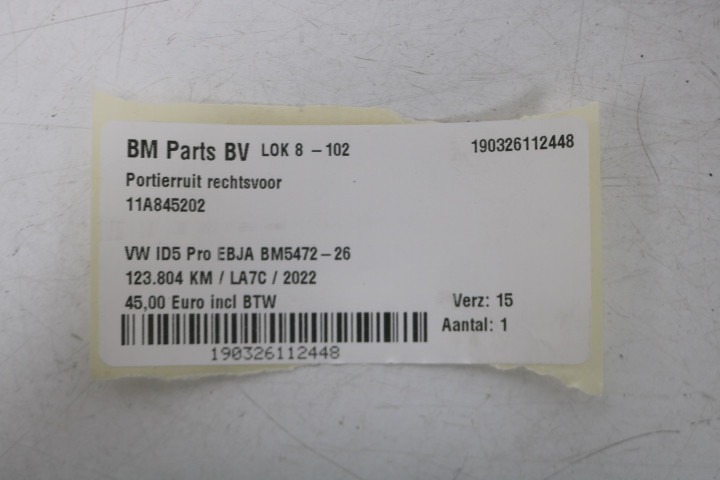 BM Parts BV LOK 8 - 102 190326112448
Portierruit rechtsvoor
11A845202
VW ID5 Pro EBJA BM5472-26
123.804 KM / LA7C / 2022
45,00 Euro incl BTW Verz: 15
Aantal: 1
190326112448